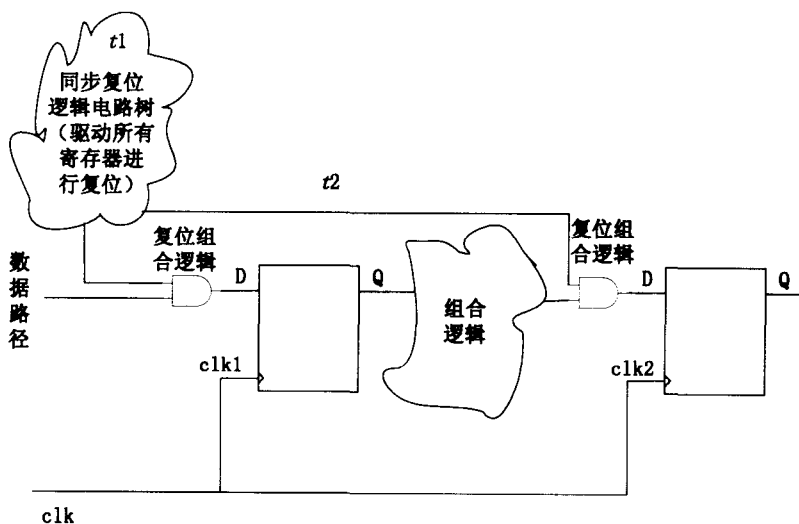 t1
同步复位
逻辑电路树
（驱动所有
寄存器进
行复位）
t2
数
据
路
径
复位组
合逻辑
D
Q
clk1
组合
逻辑
复位组
合逻辑
D
Q
clk2
clk